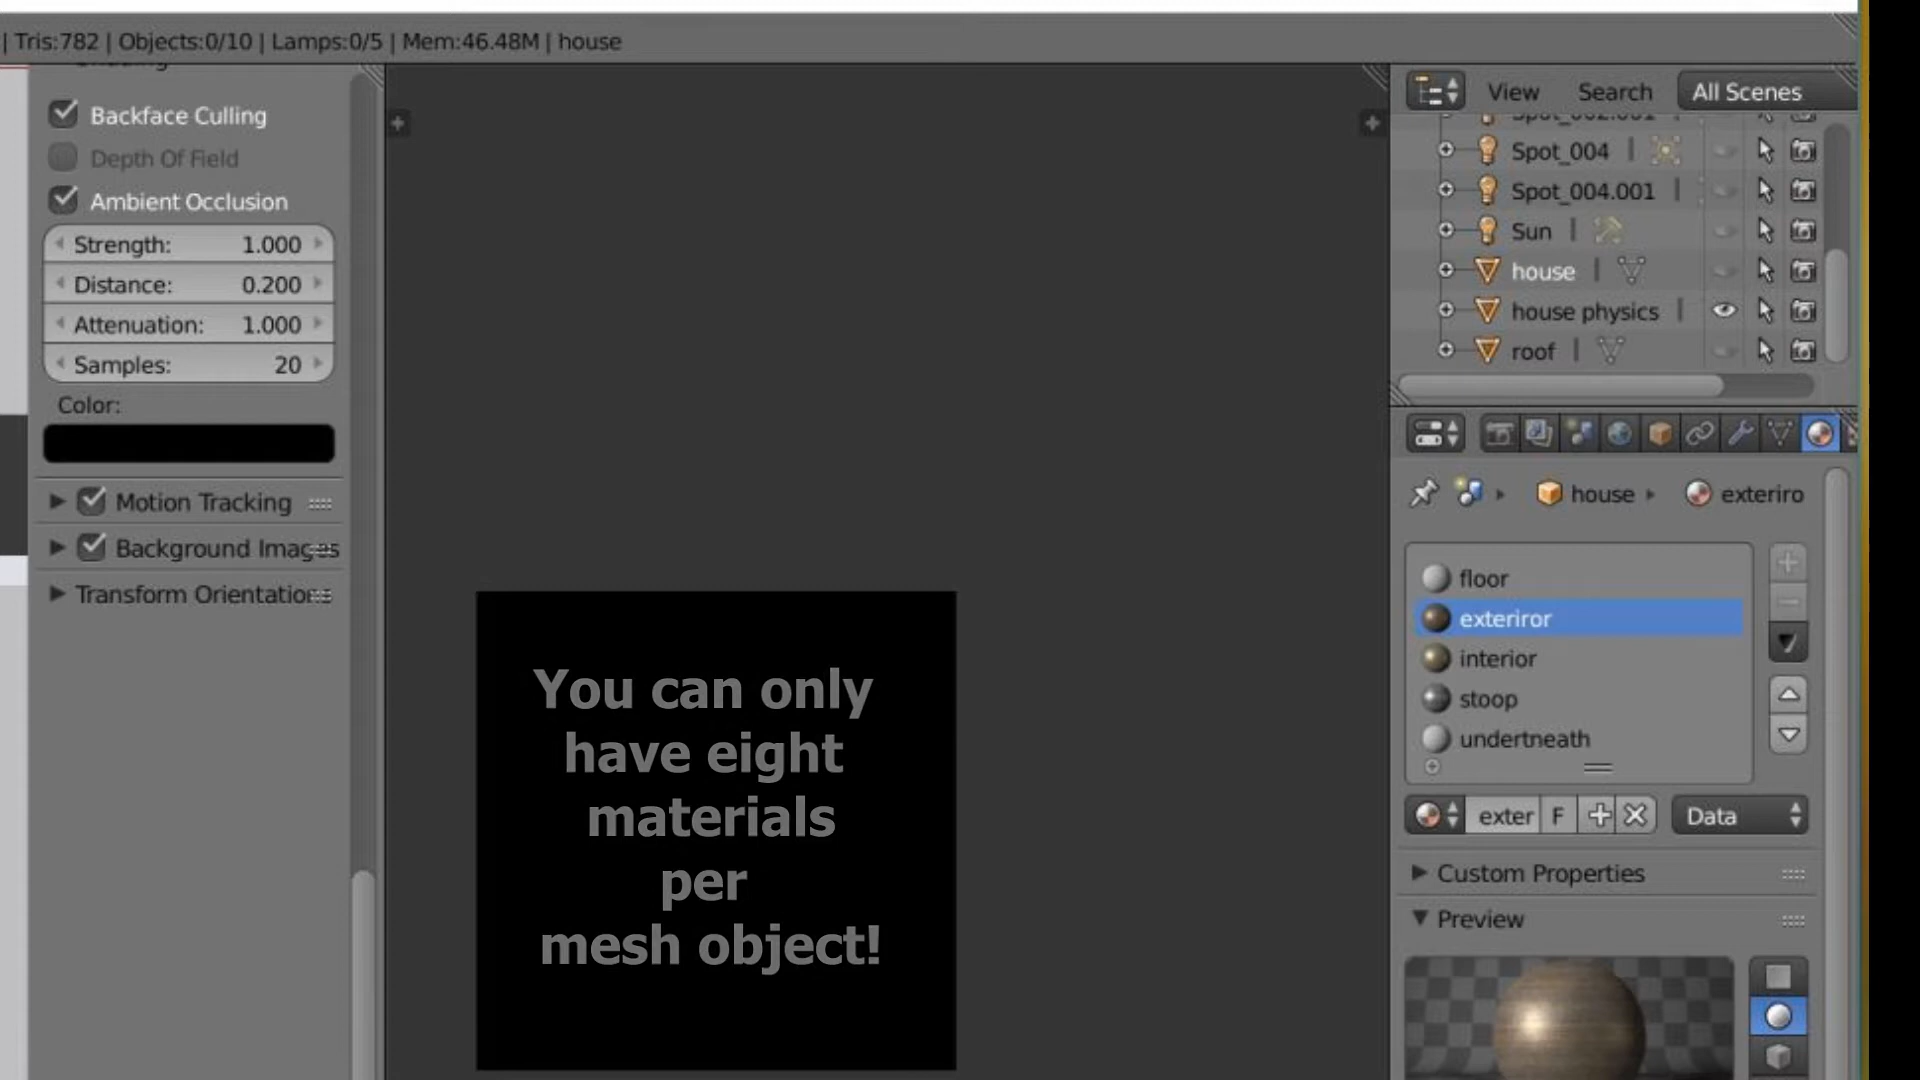 | Tris:782 | Objects:0/10 | Lamps:0/5 | Mem:46.48M | house
Backface Culling
Depth Of Field
Ambient Occlusion
Strength: 1.000
Distance: 0.200
Attenuation: 1.000
Samples: 20
Color:
Motion Tracking
Background Images
Transform Orientations
You can only
have eight
materials
per
mesh object!
View Search All Scenes
Spot_002.001
Spot_004
Spot_004.001
Sun
house
house physics
roof
house exteriro
floor
exteriror
interior
stoop
undertneath
exter F Data
Custom Properties
Preview